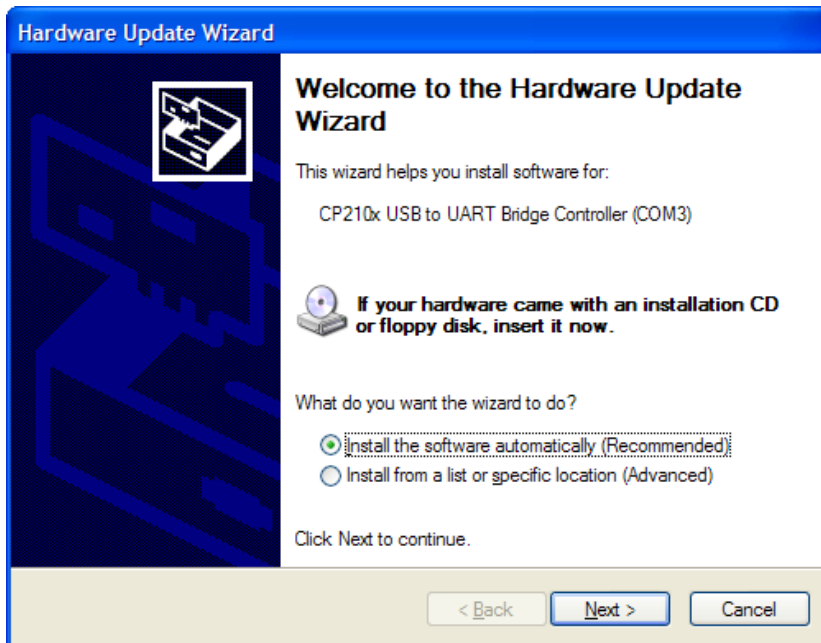 Hardware Update Wizard
Welcome to the Hardware Update
Wizard
This wizard helps you install software for:
CP210x USB to UART Bridge Controller (COM3)
If your hardware came with an installation CD
or floppy disk, insert it now.
What do you want the wizard to do?
Install the software automatically (Recommended)
Install from a list or specific location (Advanced)
Click Next to continue.
< Back Next > Cancel